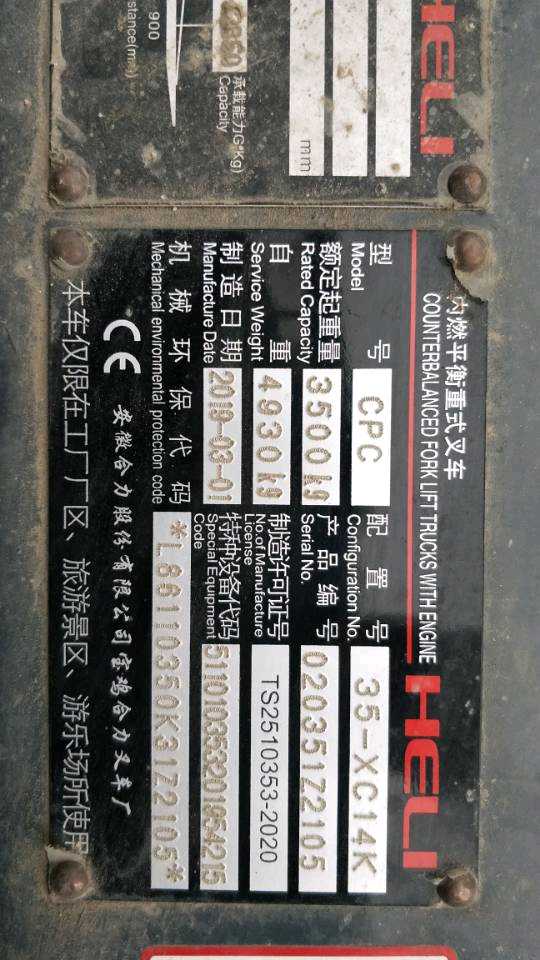 HELI
mm
承载能力(G*Kg)
Capacity
900
stance(mm)
内燃平衡重式叉车
COUNTERBALANCED FORK LIFT TRUCKS WITH ENGINE
HELI
型 号 CPC 配 置 号 35-XC14K
Model Configuration No.
额定起重量 3500kg 产 品 编 号 020351Z2105
Rated Capacity Serial No.
自 重 4930kg 制造许可证号 TS2510353-2020
Service Weight No.of Manufacture License
制 造 日 期 2019-03-01 特种设备代码 511010353201954215
Manufacture Date Special Equipment Code
机 械 环 保 代 码 *L66110350K31Z2105*
Mechanical environmental protection code
CE 安徽合力股份有限公司宝鸡合力叉车厂
本车仅限在工厂厂区、旅游景区、游乐场所使用